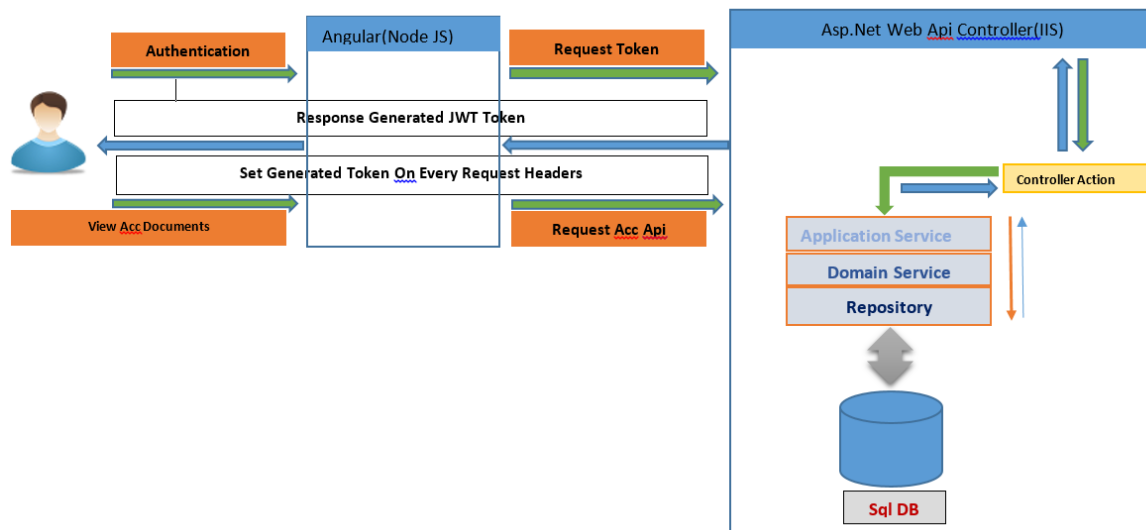 Authentication
Angular(Node JS)
Request Token
Asp.Net Web Api Controller(IIS)
Response Generated JWT Token
Set Generated Token On Every Request Headers
Controller Action
View Acc Documents
Request Acc Api
Application Service
Domain Service
Repository
Sql DB